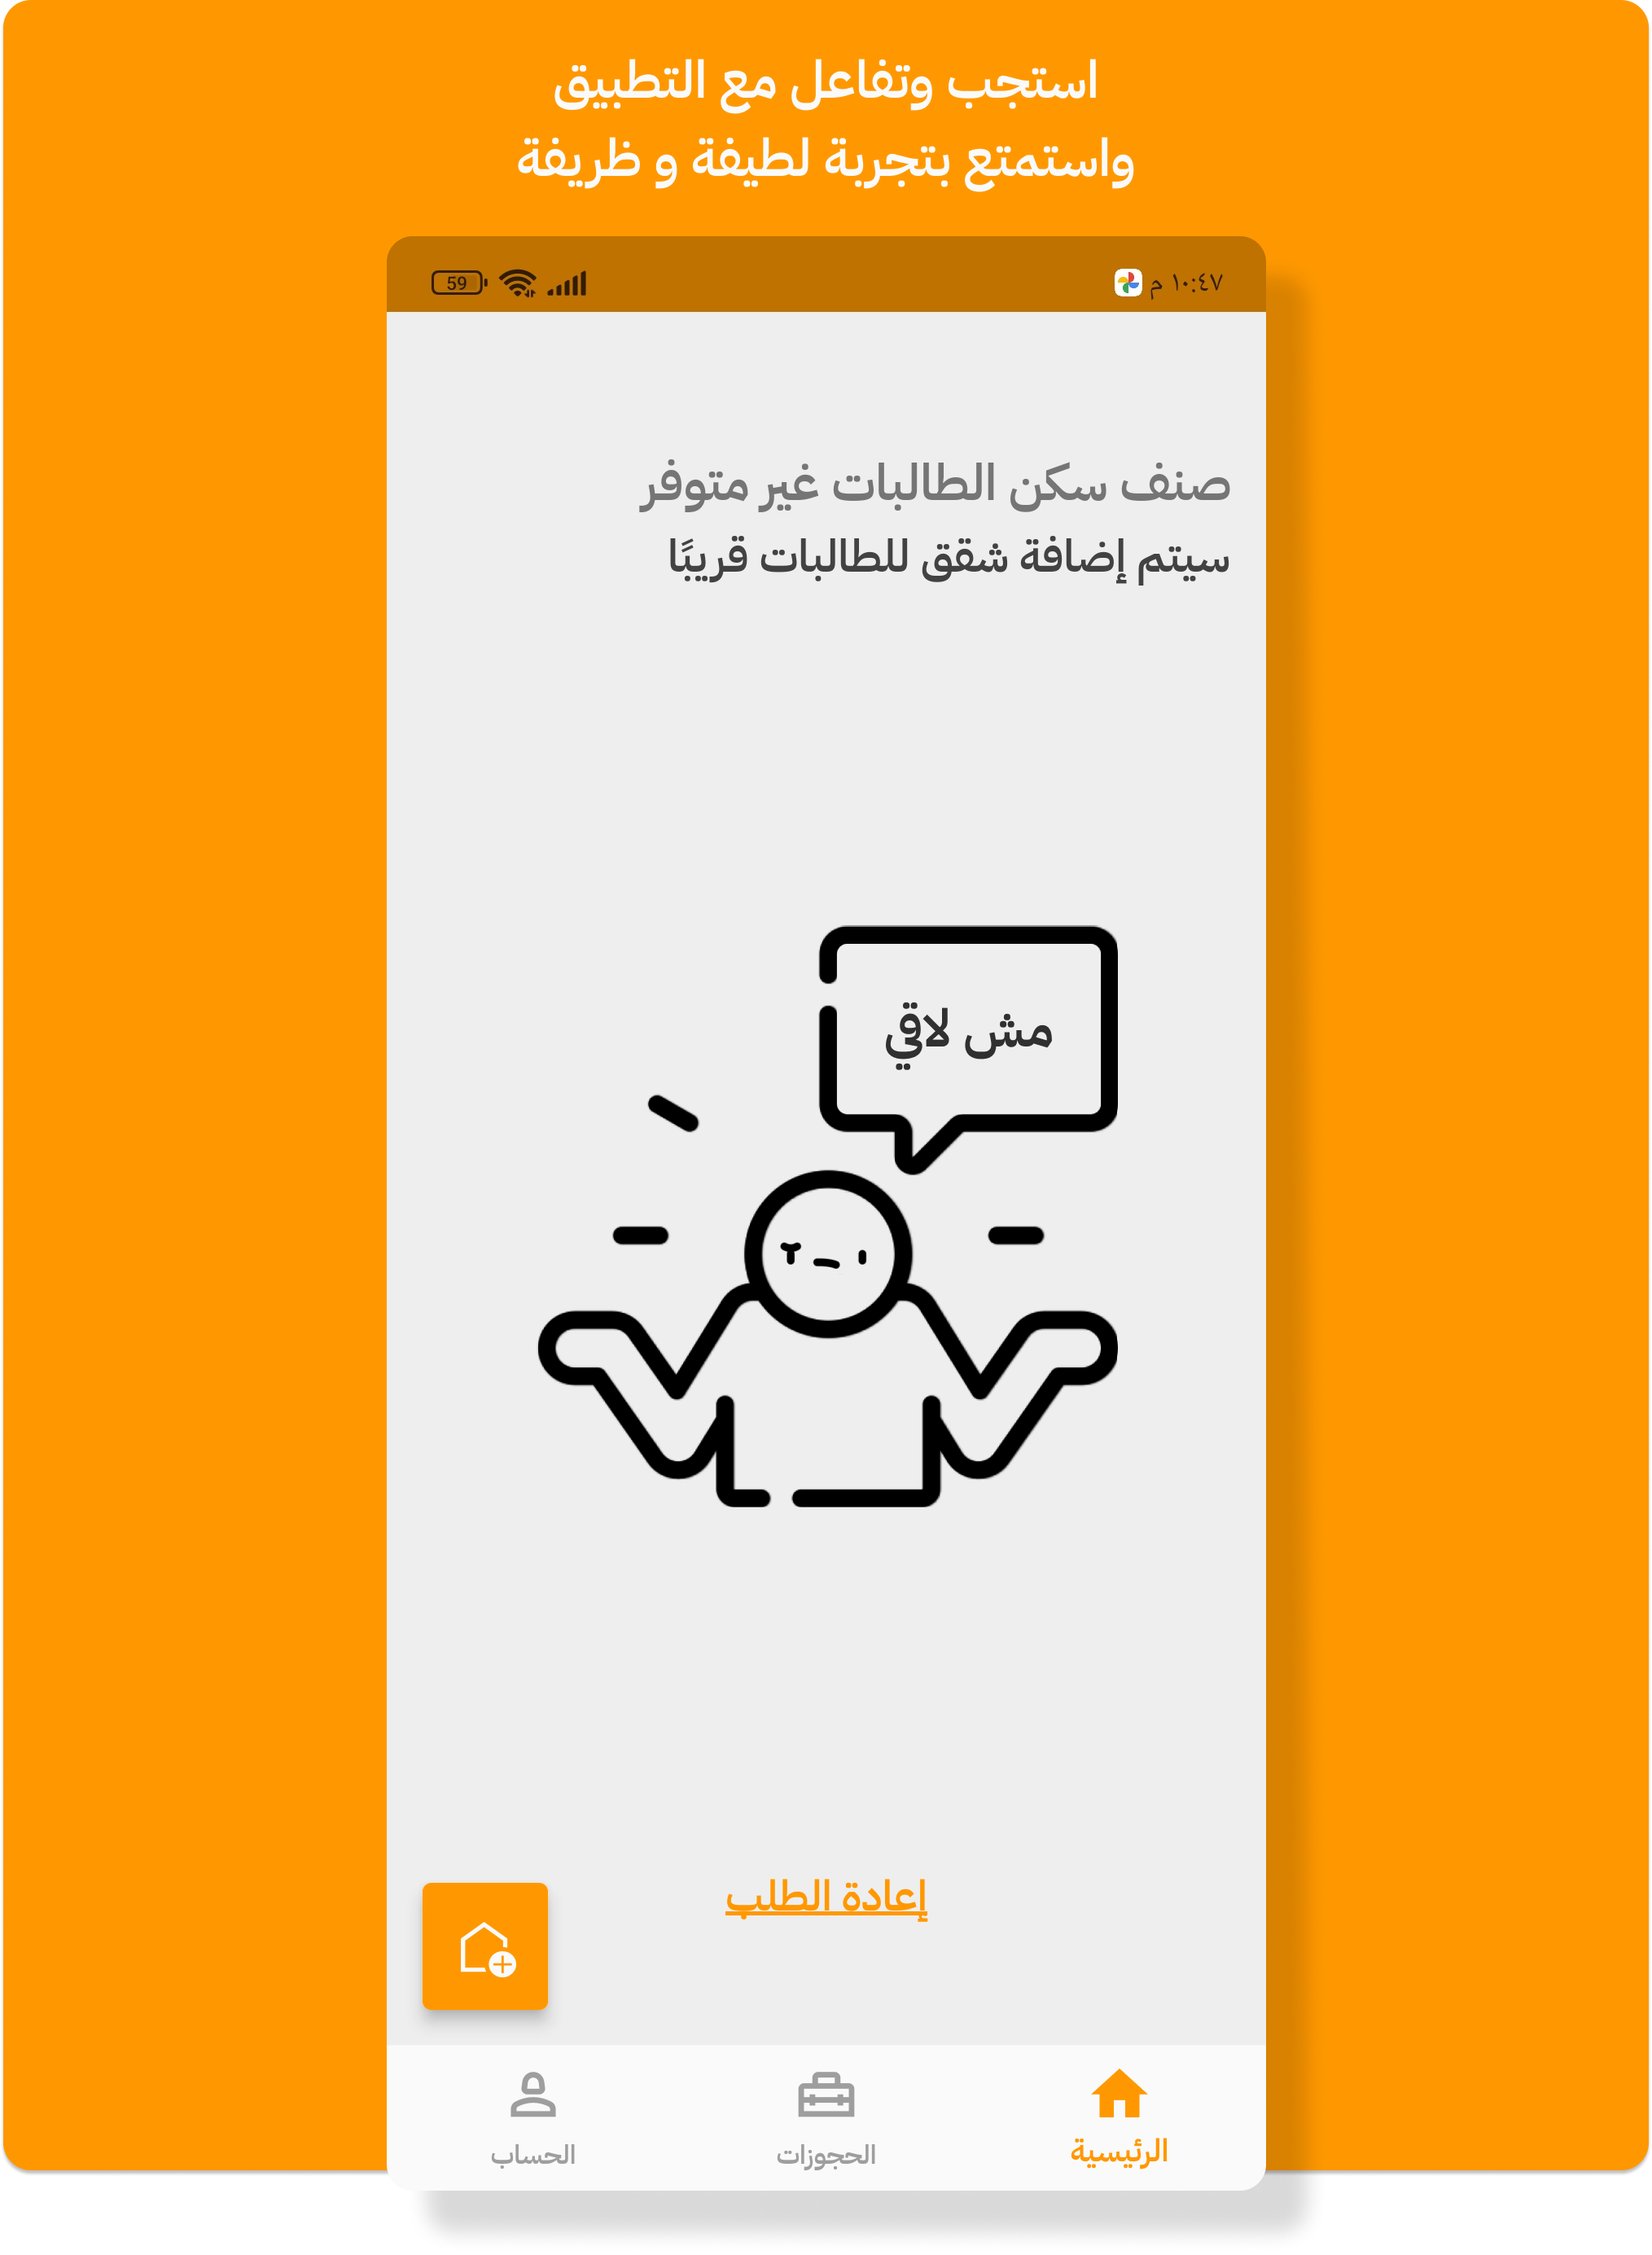 استجب وتفاعل مع التطبيق
واستمتع بتجربة لطيفة و ظريفة
١٠:٤٧ م
59
صنف سكن الطالبات غير متوفر
سيتم إضافة شقق للطالبات قريبًا
مش لاقي
إعادة الطلب
الرئيسية
الحجوزات
الحساب